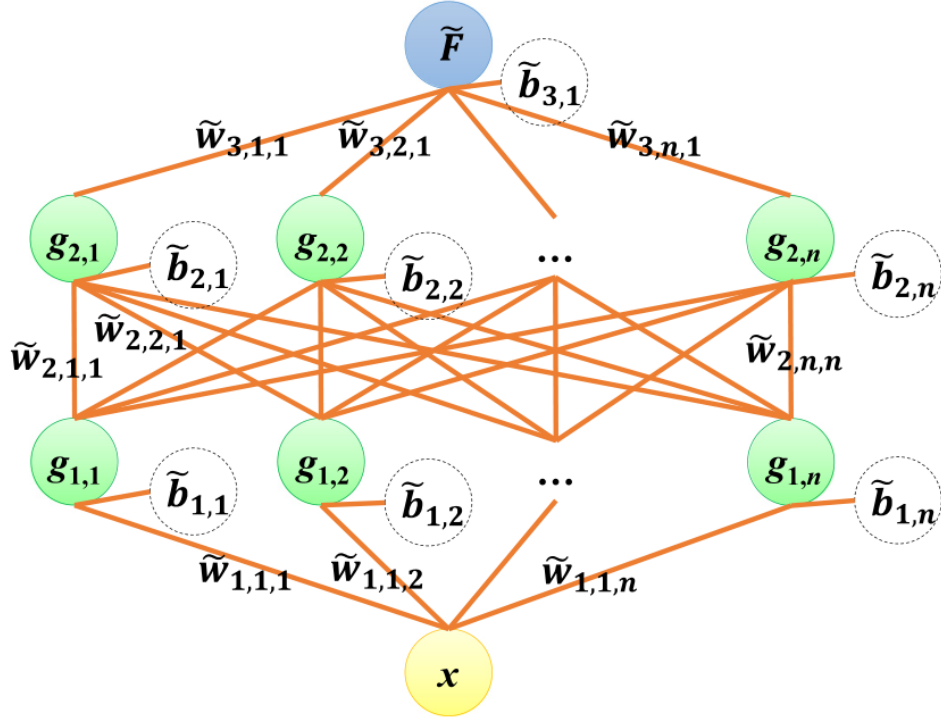 F̃
b̃₃,₁
w̃₃,₁,₁ w̃₃,₂,₁ w̃₃,ₙ,₁
g₂,₁ b̃₂,₁ g₂,₂ b̃₂,₂ ... g₂,ₙ b̃₂,ₙ
w̃₂,₁,₁ w̃₂,₂,₁ w̃₂,ₙ,ₙ
g₁,₁ b̃₁,₁ g₁,₂ b̃₁,₂ ... g₁,ₙ b̃₁,ₙ
w̃₁,₁,₁ w̃₁,₁,₂ w̃₁,₁,ₙ
x